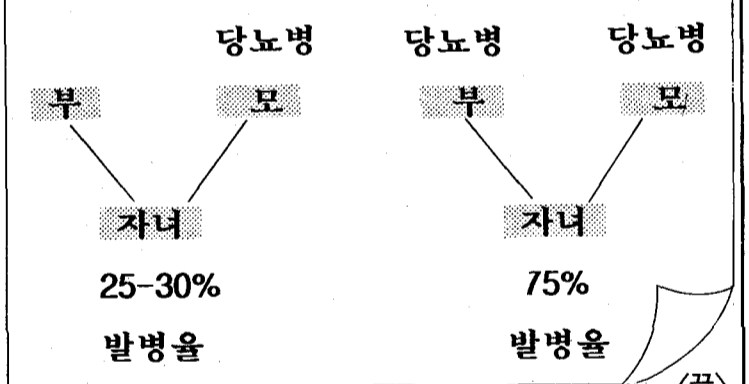 당뇨병 당뇨병 당뇨병
부 모 부 모
자녀 자녀
25-30% 75%
발병율 발병율